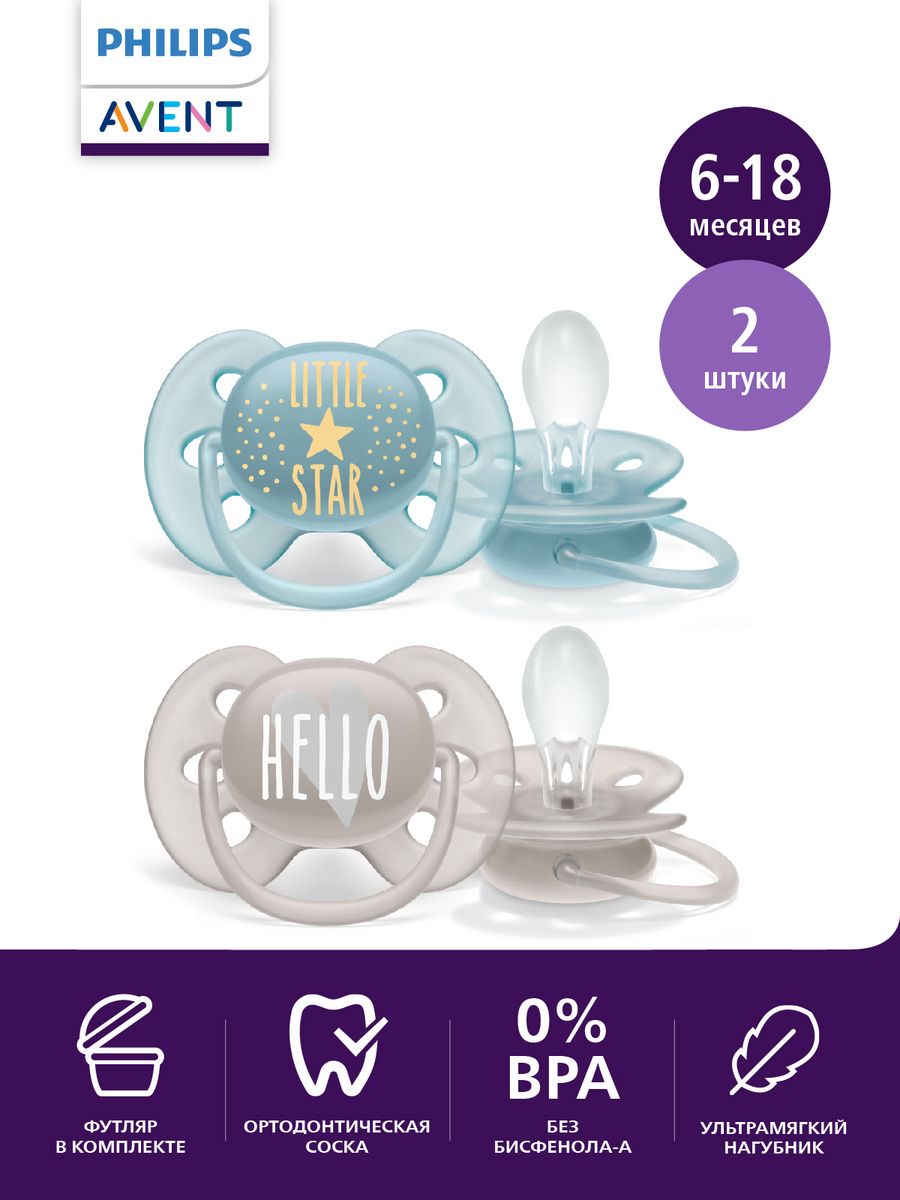 PHILIPS
AVENT
6-18
месяцев
2
штуки
LITTLE
STAR
HELLO
ФУТЛЯР
В КОМПЛЕКТЕ
ОРТОДОНТИЧЕСКАЯ
СОСКА
0%
BPA
БЕЗ
БИСФЕНОЛА-А
УЛЬТРАМЯГКИЙ
НАГУБНИК